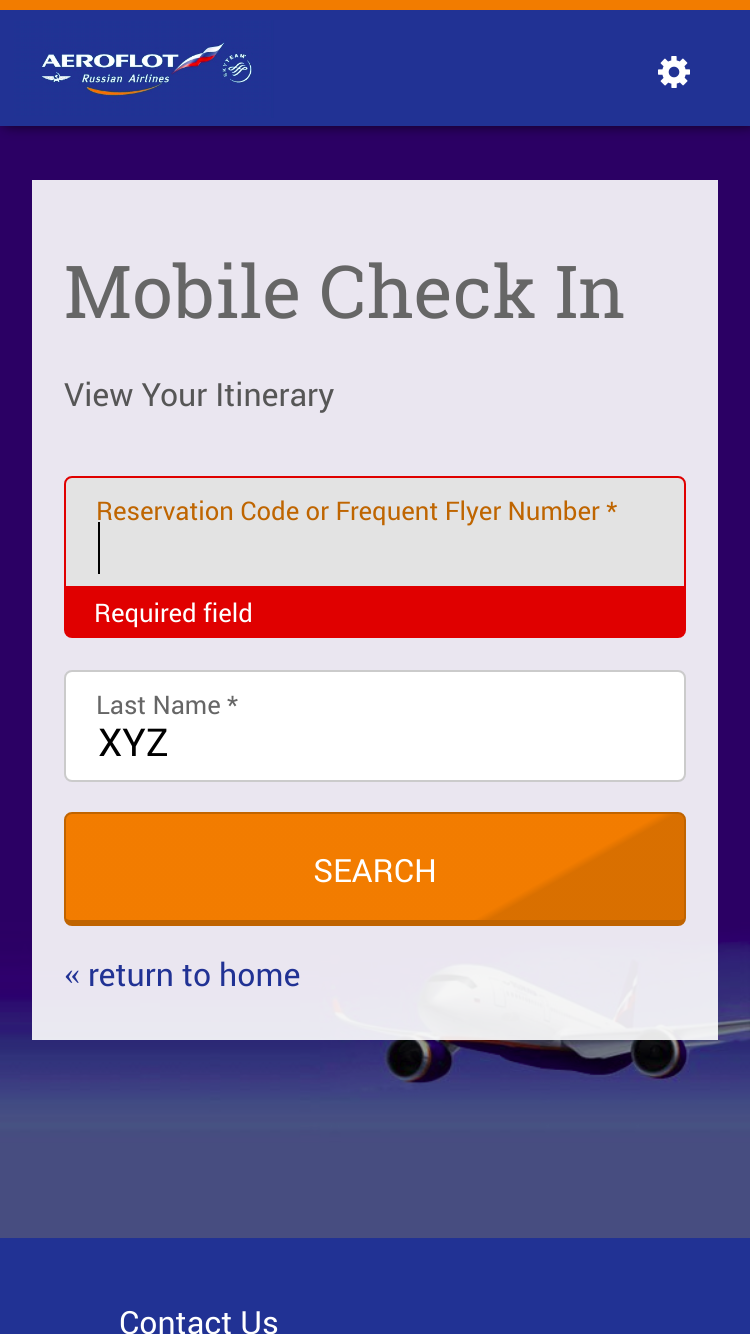 AEROFLOT
Russian Airlines
SKYTEAM
Mobile Check In
View Your Itinerary
Reservation Code or Frequent Flyer Number *
Required field
Last Name *
XYZ
SEARCH
« return to home
Contact Us